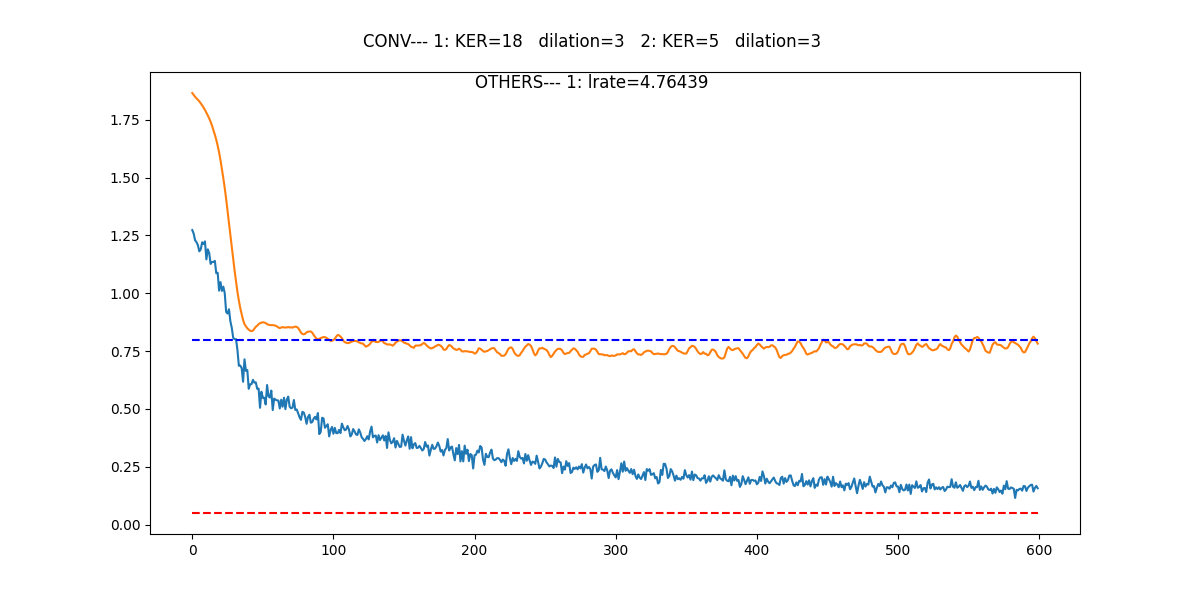 CONV--- 1: KER=18   dilation=3   2: KER=5   dilation=3
OTHERS--- 1: lrate=4.76439
1.75
1.50
1.25
1.00
0.75
0.50
0.25
0.00
0 100 200 300 400 500 600